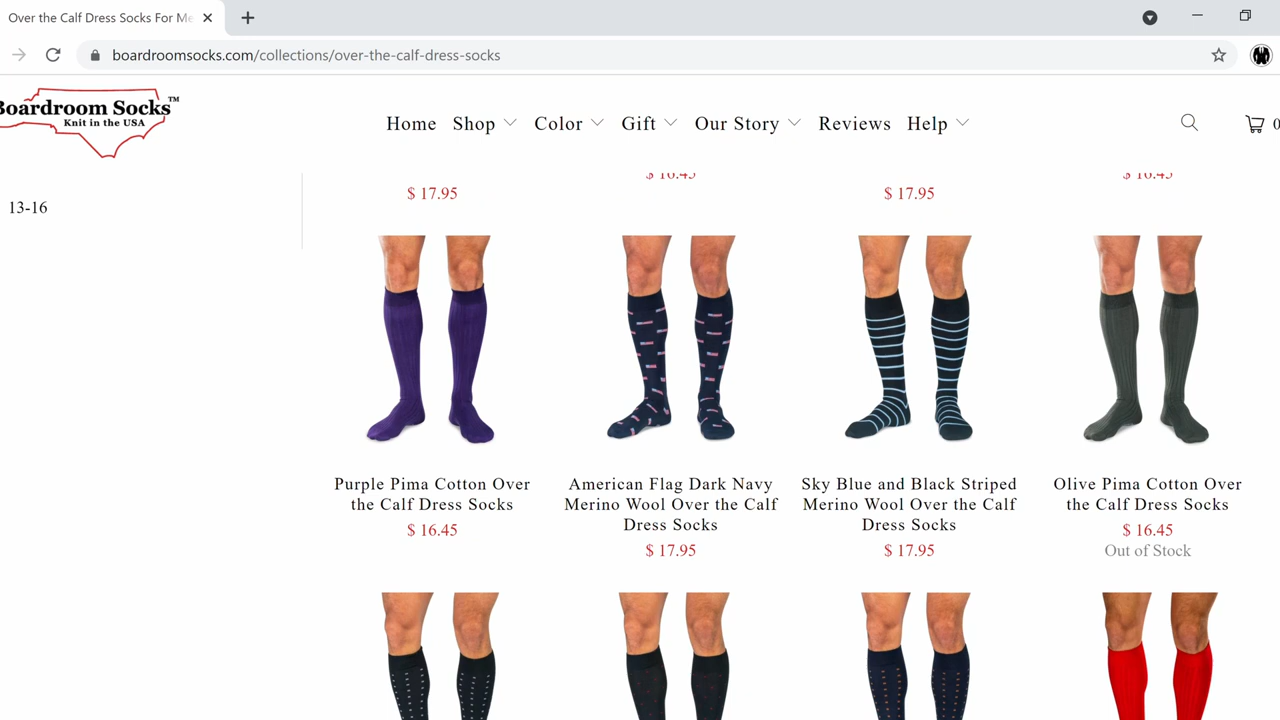 Over the Calf Dress Socks For Me
boardroomsocks.com/collections/over-the-calf-dress-socks
Boardroom Socks™
Knit in the USA
Home Shop Color Gift Our Story Reviews Help
0
13-16
$ 17.95 $ 16.45 $ 17.95 $ 16.45
Purple Pima Cotton Over
the Calf Dress Socks
$ 16.45
American Flag Dark Navy
Merino Wool Over the Calf
Dress Socks
$ 17.95
Sky Blue and Black Striped
Merino Wool Over the Calf
Dress Socks
$ 17.95
Olive Pima Cotton Over
the Calf Dress Socks
$ 16.45
Out of Stock